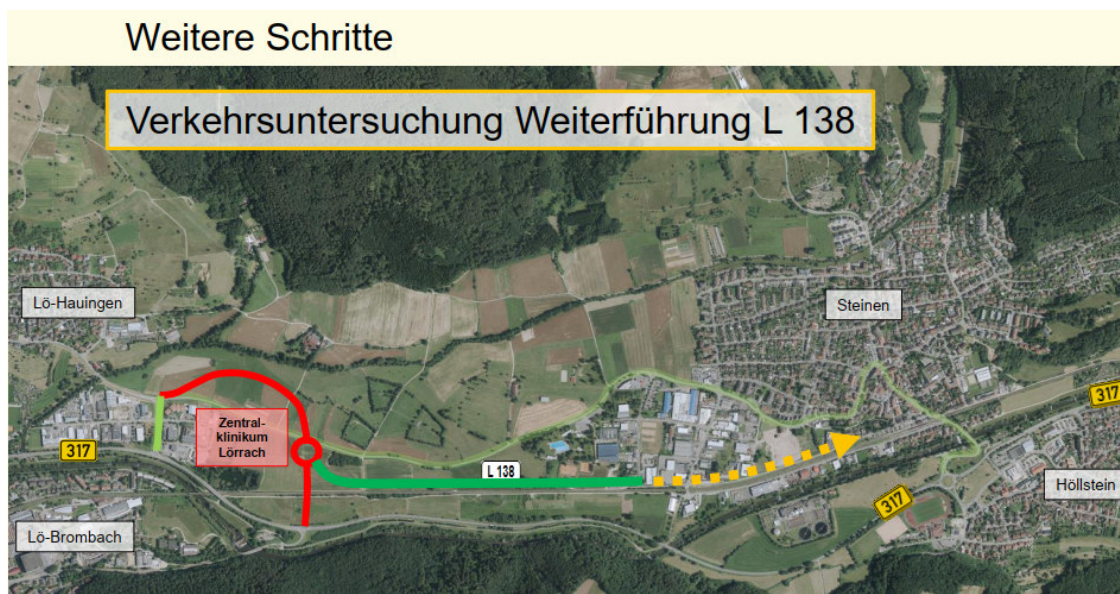 Weitere Schritte
Verkehrsuntersuchung Weiterführung L 138
Lö-Hauingen
Steinen
317
Zentral-
klinikum
Lörrach
317
L 138
Höllstein
317
Lö-Brombach